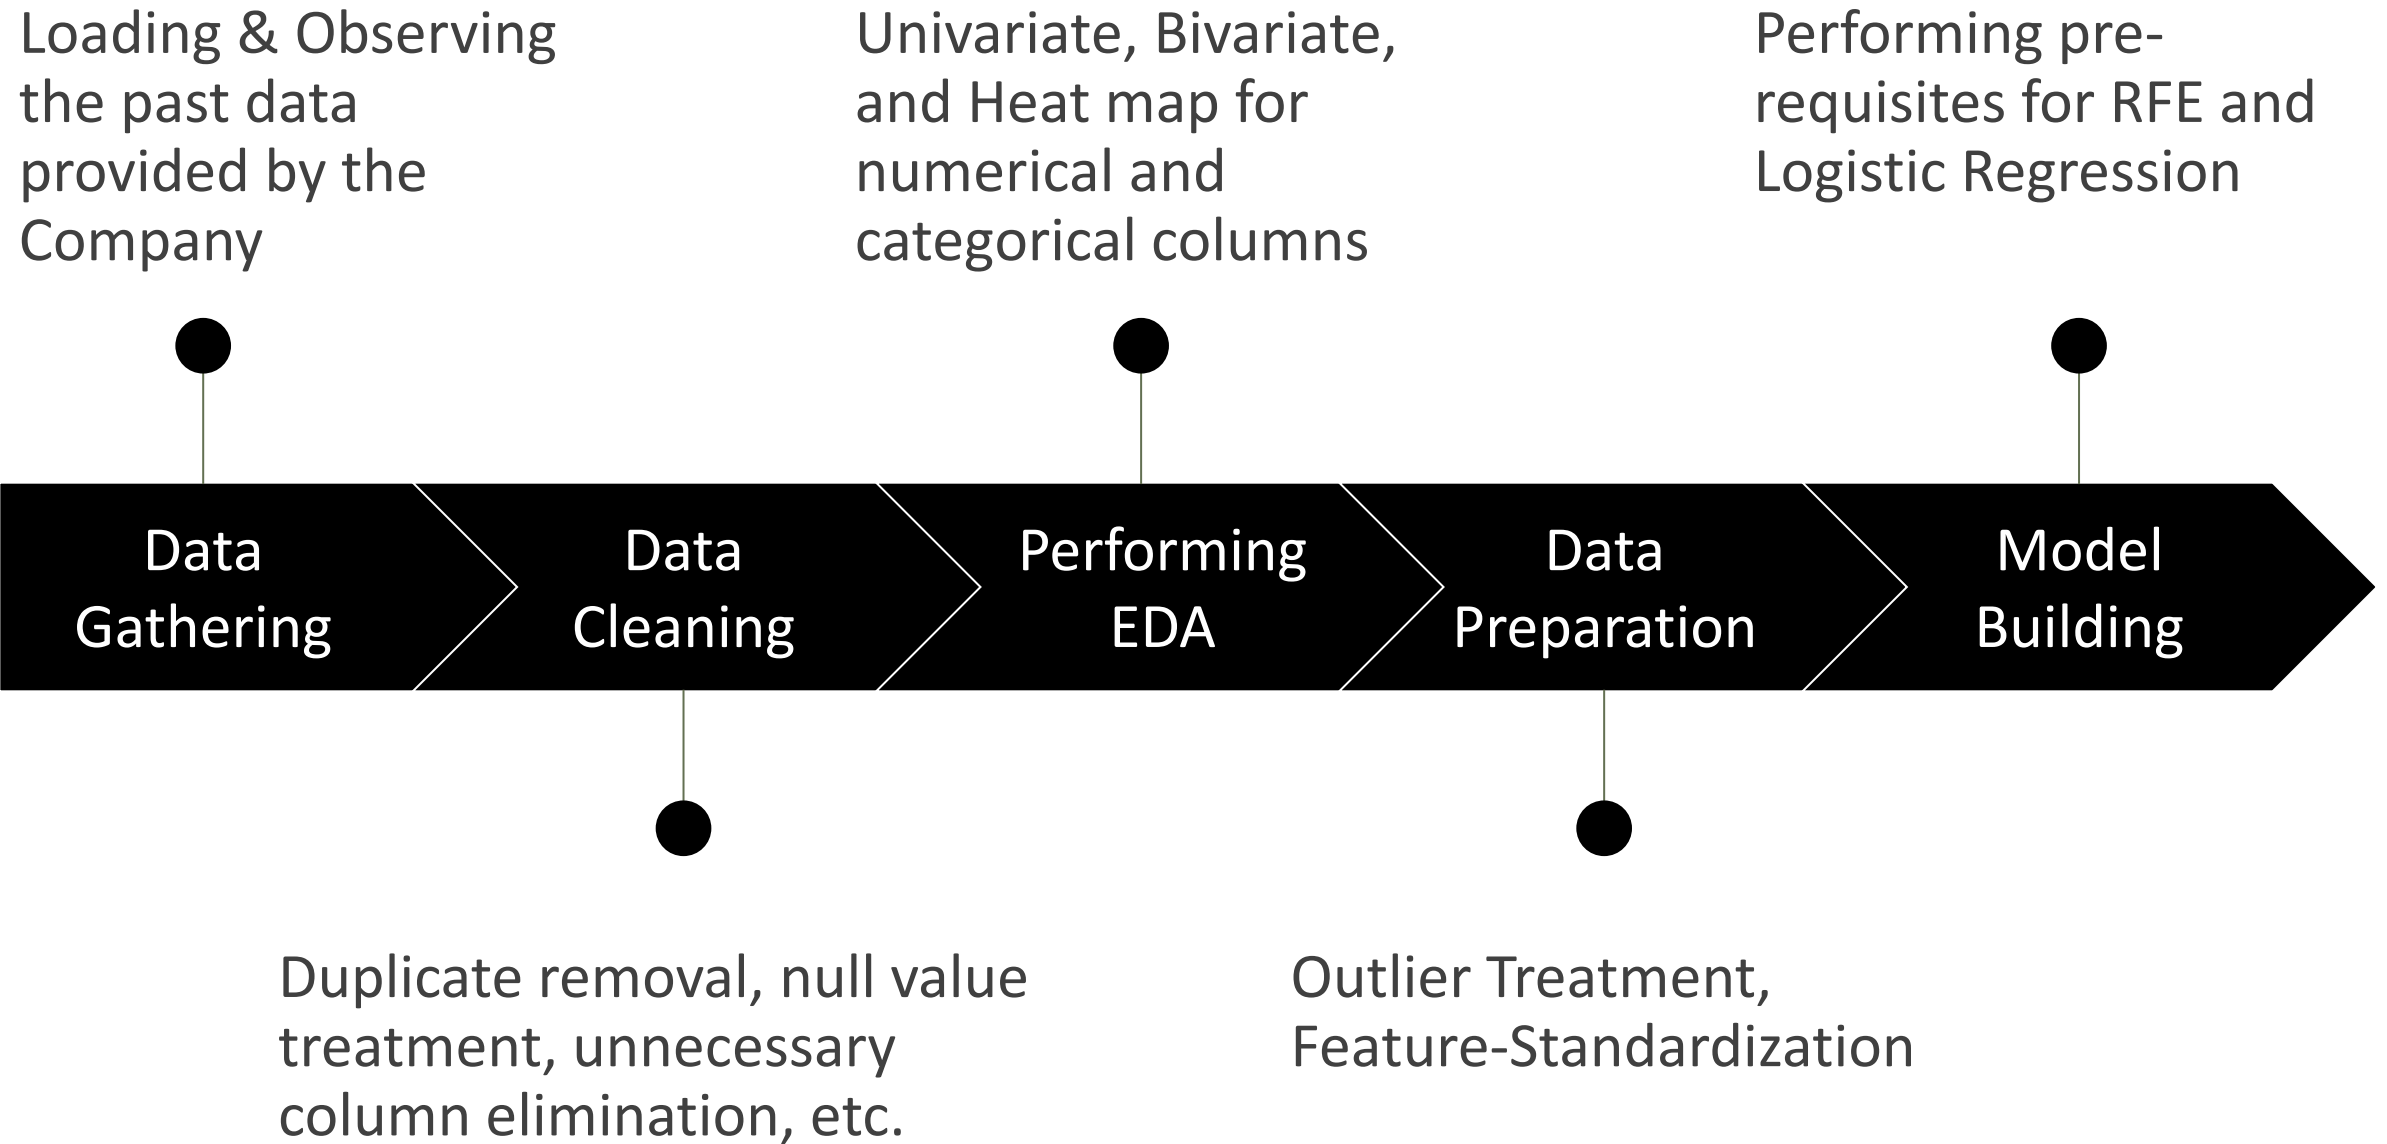 Loading & Observing
the past data
provided by the
Company
Univariate, Bivariate,
and Heat map for
numerical and
categorical columns
Performing pre-
requisites for RFE and
Logistic Regression
Data
Gathering
Data
Cleaning
Performing
EDA
Data
Preparation
Model
Building
Duplicate removal, null value
treatment, unnecessary
column elimination, etc.
Outlier Treatment,
Feature-Standardization